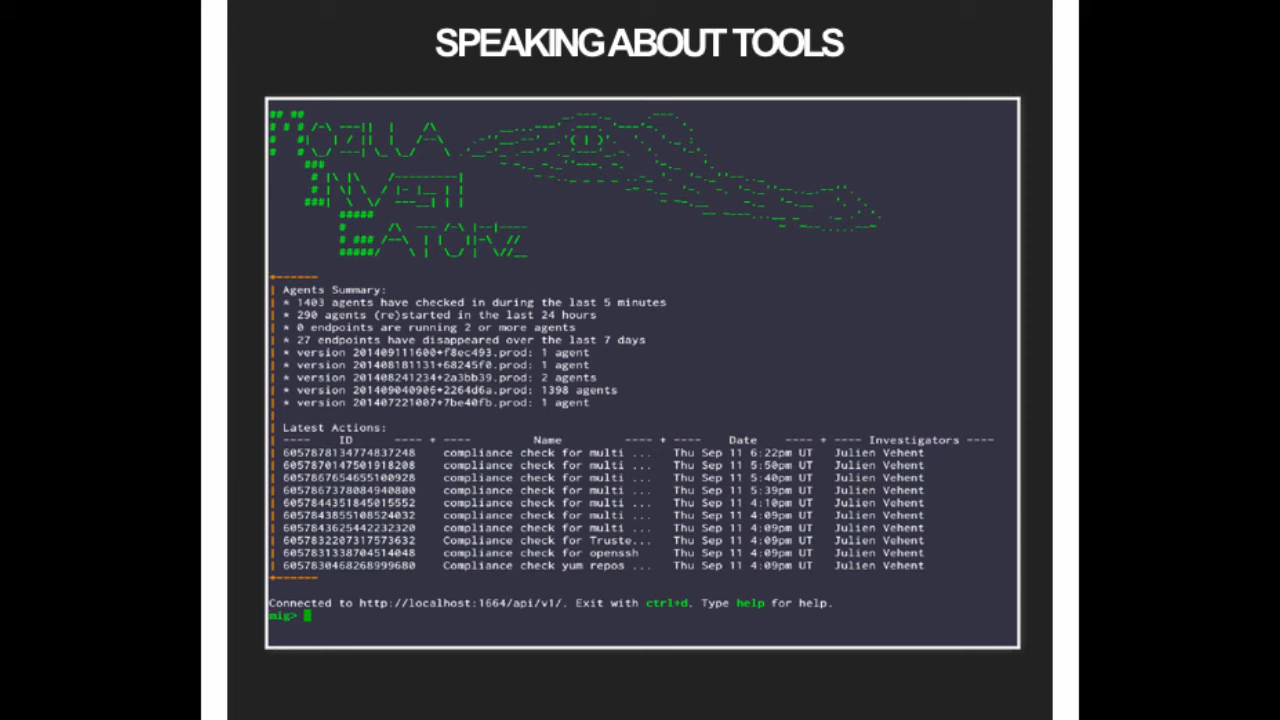 SPEAKING ABOUT TOOLS
MOZILLA
INVESTI
GATORZ
Agents Summary:
* 1403 agents have checked in during the last 5 minutes
* 290 agents (re)started in the last 24 hours
* 0 endpoints are running 2 or more agents
* 27 endpoints have disappeared over the last 7 days
* version 201409111600+f8ec493.prod: 1 agent
* version 201408181131+68245f0.prod: 1 agent
* version 201408241234+2a3bb39.prod: 2 agents
* version 201409040906+2264d6a.prod: 1398 agents
* version 201407221007+7be40fb.prod: 1 agent
Latest Actions:
---- ID ---- + ---- Name ---- + ---- Date ---- + ---- Investigators ----
6057878134774837248 compliance check for multi ... Thu Sep 11 6:22pm UT Julien Vehent
6057870147501918208 compliance check for multi ... Thu Sep 11 5:50pm UT Julien Vehent
6057867654655100928 compliance check for multi ... Thu Sep 11 5:40pm UT Julien Vehent
6057867378084940800 compliance check for multi ... Thu Sep 11 5:39pm UT Julien Vehent
6057844351845015552 compliance check for multi ... Thu Sep 11 4:10pm UT Julien Vehent
6057843855108524032 compliance check for multi ... Thu Sep 11 4:09pm UT Julien Vehent
6057843625442232320 compliance check for multi ... Thu Sep 11 4:09pm UT Julien Vehent
6057832207317573632 Compliance check for Truste... Thu Sep 11 4:09pm UT Julien Vehent
6057831338704514048 compliance check for openssh Thu Sep 11 4:09pm UT Julien Vehent
6057830468268999680 Compliance check yum repos ... Thu Sep 11 4:09pm UT Julien Vehent
Connected to http://localhost:1664/api/v1/. Exit with ctrl+d. Type help for help.
mig>